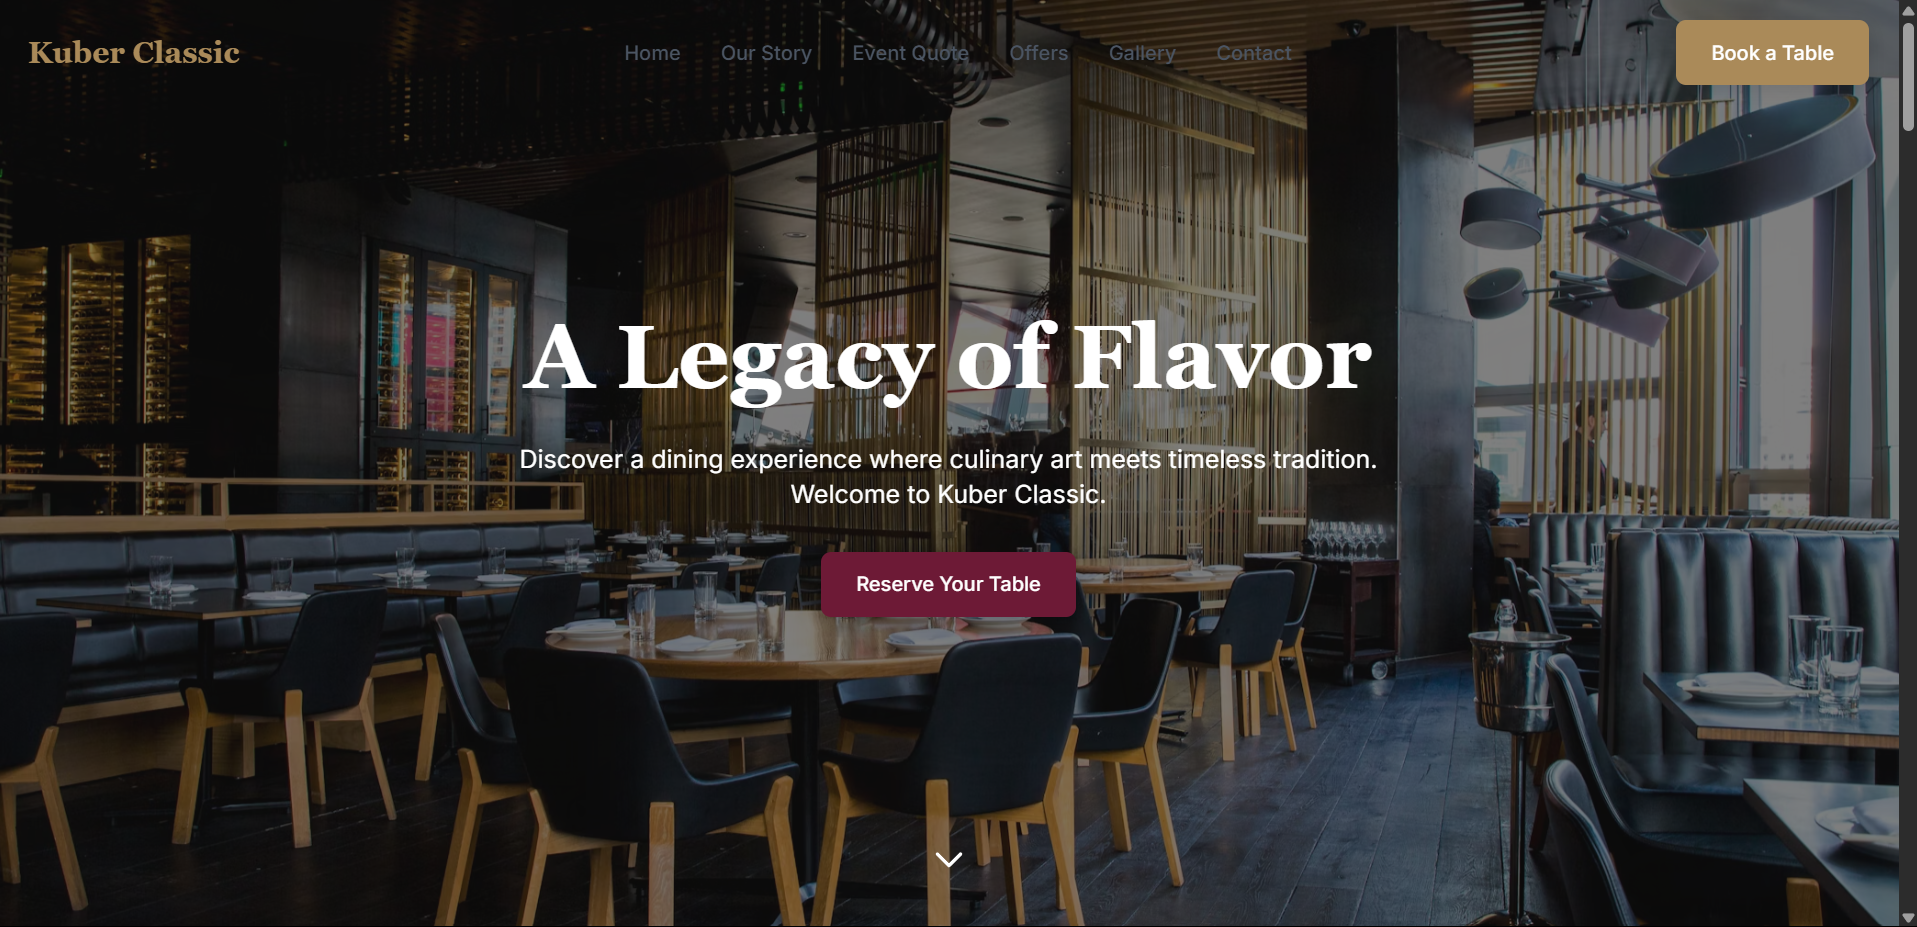 Kuber Classic
Home Our Story Event Quote Offers Gallery Contact
Book a Table
A Legacy of Flavor
Discover a dining experience where culinary art meets timeless tradition.
Welcome to Kuber Classic.
Reserve Your Table